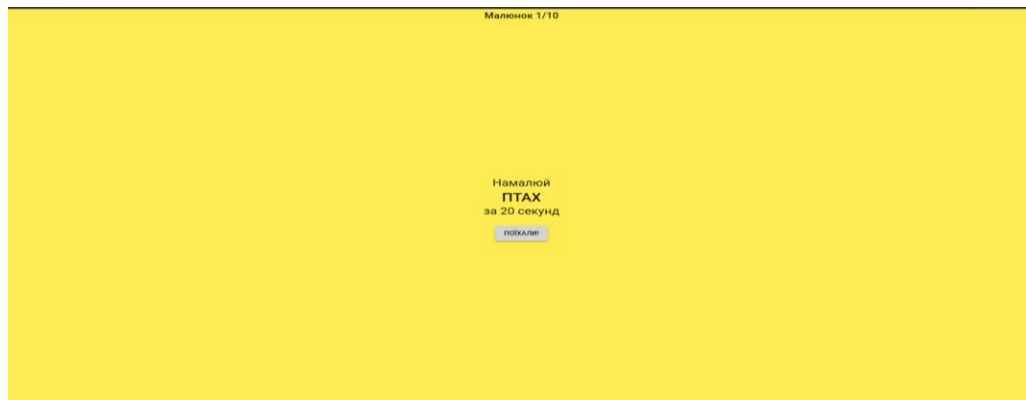 Малюнок 1/10
Намалюй
ПТАХ
за 20 секунд
ПОЇХАЛИ!